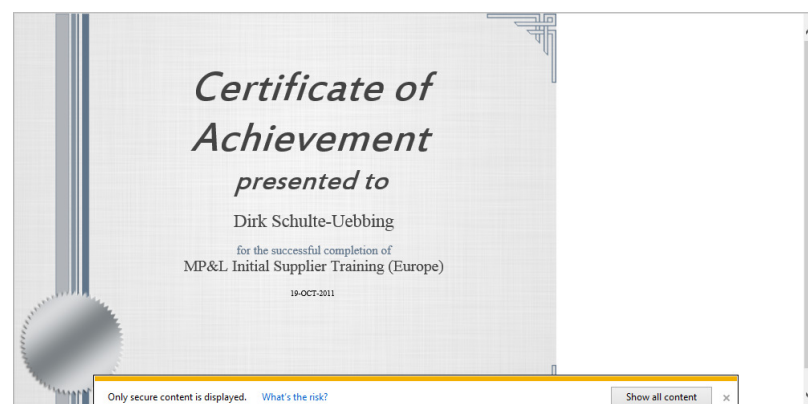 Certificate of
Achievement
presented to
Dirk Schulte-Uebbing
for the successful completion of
MP&L Initial Supplier Training (Europe)
19-OCT-2011
Only secure content is displayed. What's the risk? Show all content ×